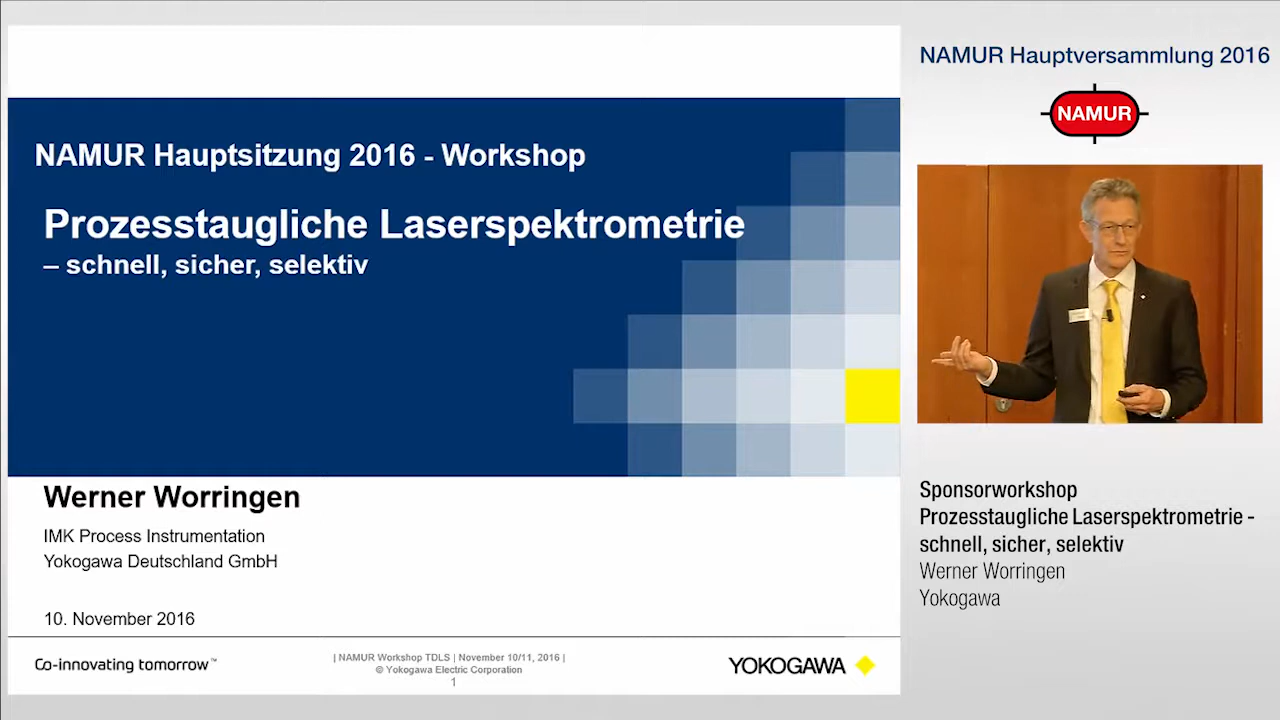 NAMUR Hauptsitzung 2016 - Workshop
Prozesstaugliche Laserspektrometrie
– schnell, sicher, selektiv
Werner Worringen
IMK Process Instrumentation
Yokogawa Deutschland GmbH
10. November 2016
Co-innovating tomorrow™
| NAMUR Workshop TDLS | November 10/11, 2016 |
© Yokogawa Electric Corporation
1
YOKOGAWA
NAMUR Hauptversammlung 2016
NAMUR
Sponsorworkshop
Prozesstaugliche Laserspektrometrie -
schnell, sicher, selektiv
Werner Worringen
Yokogawa